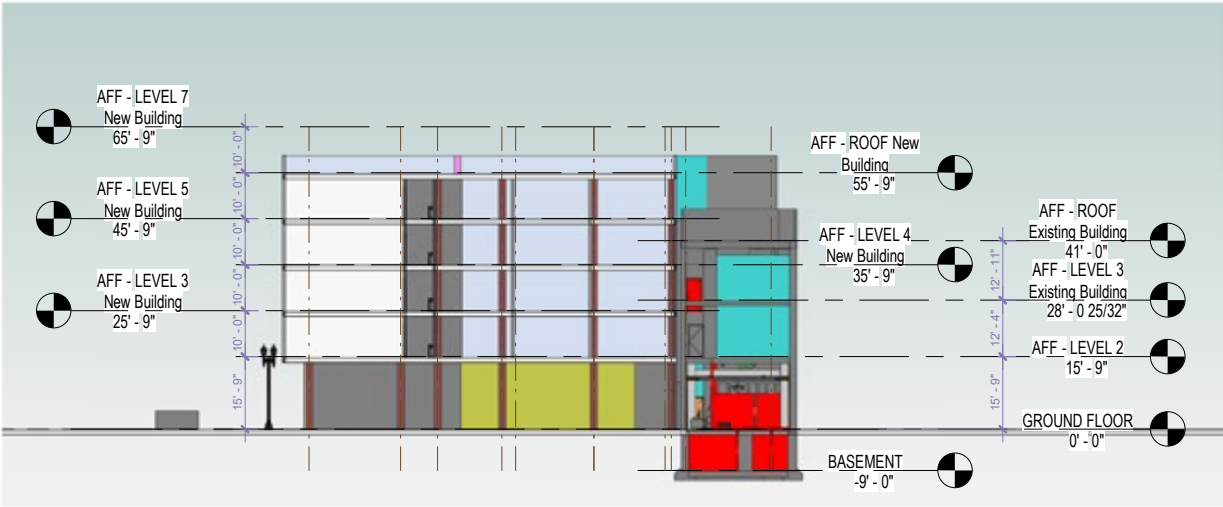 AFF - LEVEL 7
New Building
65' - 9"
AFF - LEVEL 5
New Building
45' - 9"
AFF - LEVEL 3
New Building
25' - 9"
10' - 0"
10' - 0"
10' - 0"
10' - 0"
10' - 0"
15' - 9"
AFF - ROOF New
Building
55' - 9"
AFF - LEVEL 4
New Building
35' - 9"
BASEMENT
-9' - 0"
12' - 11"
12' - 4"
15' - 9"
AFF - ROOF
Existing Building
41' - 0"
AFF - LEVEL 3
Existing Building
28' - 0 25/32"
AFF - LEVEL 2
15' - 9"
GROUND FLOOR
0' - 0"